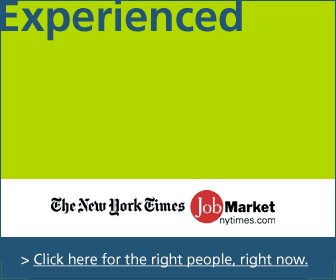 Experienced
The New York Times Job Market
nytimes.com
> Click here for the right people, right now.